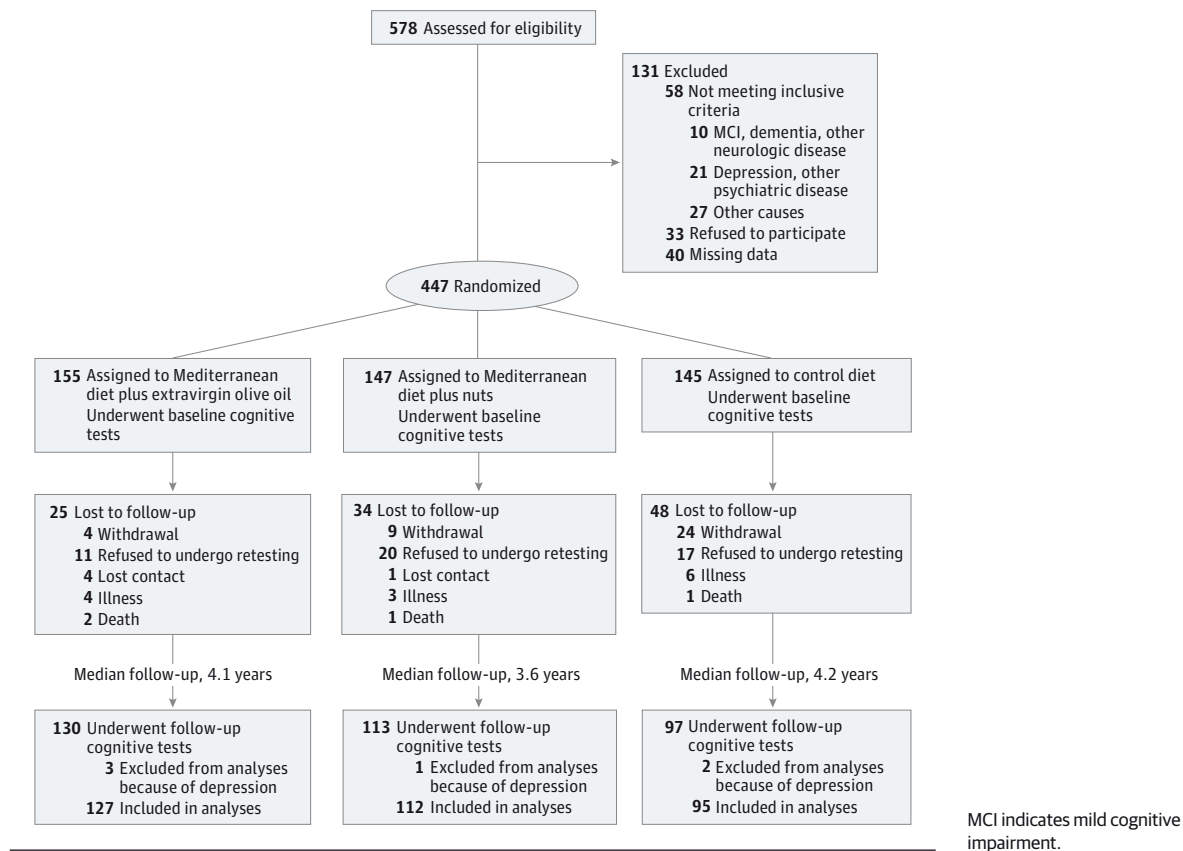 578 Assessed for eligibility
131 Excluded
58 Not meeting inclusive
criteria
10 MCI, dementia, other
neurologic disease
21 Depression, other
psychiatric disease
27 Other causes
33 Refused to participate
40 Missing data
447 Randomized
155 Assigned to Mediterranean
diet plus extravirgin olive oil
Underwent baseline cognitive
tests
147 Assigned to Mediterranean
diet plus nuts
Underwent baseline
cognitive tests
145 Assigned to control diet
Underwent baseline
cognitive tests
25 Lost to follow-up
4 Withdrawal
11 Refused to undergo retesting
4 Lost contact
4 Illness
2 Death
34 Lost to follow-up
9 Withdrawal
20 Refused to undergo retesting
1 Lost contact
3 Illness
1 Death
48 Lost to follow-up
24 Withdrawal
17 Refused to undergo retesting
6 Illness
1 Death
Median follow-up, 4.1 years
Median follow-up, 3.6 years
Median follow-up, 4.2 years
130 Underwent follow-up
cognitive tests
3 Excluded from analyses
because of depression
127 Included in analyses
113 Underwent follow-up
cognitive tests
1 Excluded from analyses
because of depression
112 Included in analyses
97 Underwent follow-up
cognitive tests
2 Excluded from analyses
because of depression
95 Included in analyses
MCI indicates mild cognitive
impairment.